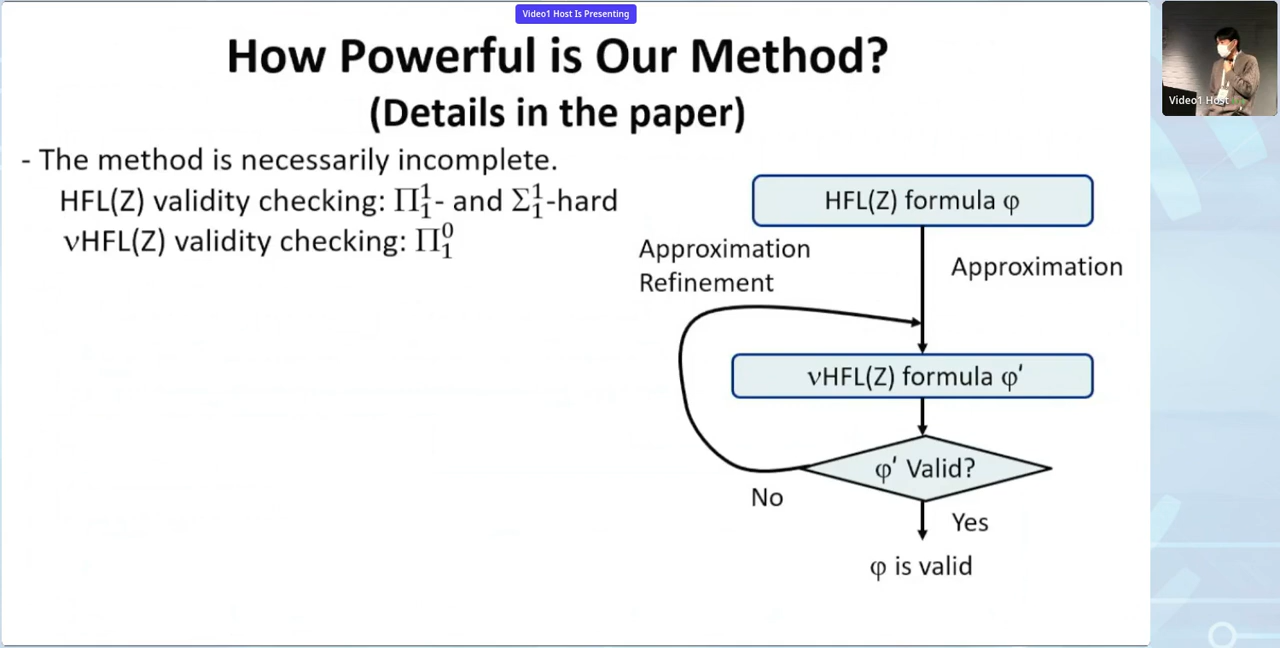 Video1 Host Is Presenting
How Powerful is Our Method?
(Details in the paper)
- The method is necessarily incomplete.
HFL(Z) validity checking: Π¹₁- and Σ¹₁-hard
νHFL(Z) validity checking: Π⁰₁
HFL(Z) formula φ
Approximation
Refinement
Approximation
νHFL(Z) formula φ′
φ′ Valid?
No
Yes
φ is valid
Video1 Host